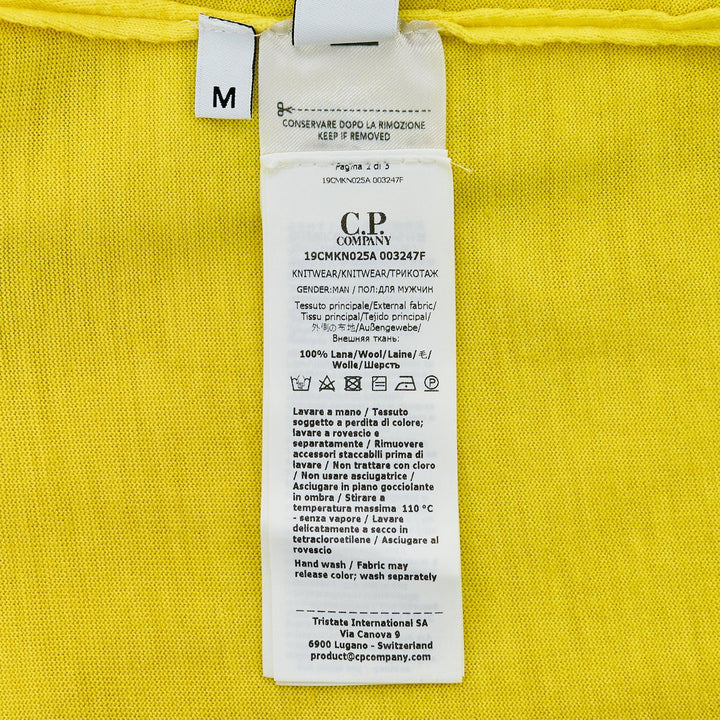 M
CONSERVARE DOPO LA RIMOZIONE
KEEP IF REMOVED
Pagina 2 di 5
19CMKN025A 003247F
C.P.
COMPANY
19CMKN025A 003247F
KNITWEAR/KNITWEAR/ТРИКОТАЖ
GENDER:MAN / ПОЛ:ДЛЯ МУЖЧИН
Tessuto principale/External fabric/
Tissu principal/Tejido principal/
外側の布地/Außengewebe/
Внешняя ткань:
100% Lana/Wool/Laine/毛/
Wolle/Шерсть
Lavare a mano / Tessuto
soggetto a perdita di colore;
lavare a rovescio e
separatamente / Rimuovere
accessori staccabili prima di
lavare / Non trattare con cloro
/ Non usare asciugatrice /
Asciugare in piano gocciolante
in ombra / Stirare a
temperatura massima 110 °C
- senza vapore / Lavare
delicatamente a secco in
tetracloroetilene / Asciugare al
rovescio
Hand wash / Fabric may
release color; wash separately
Tristate International SA
Via Canova 9
6900 Lugano - Switzerland
product@cpcompany.com